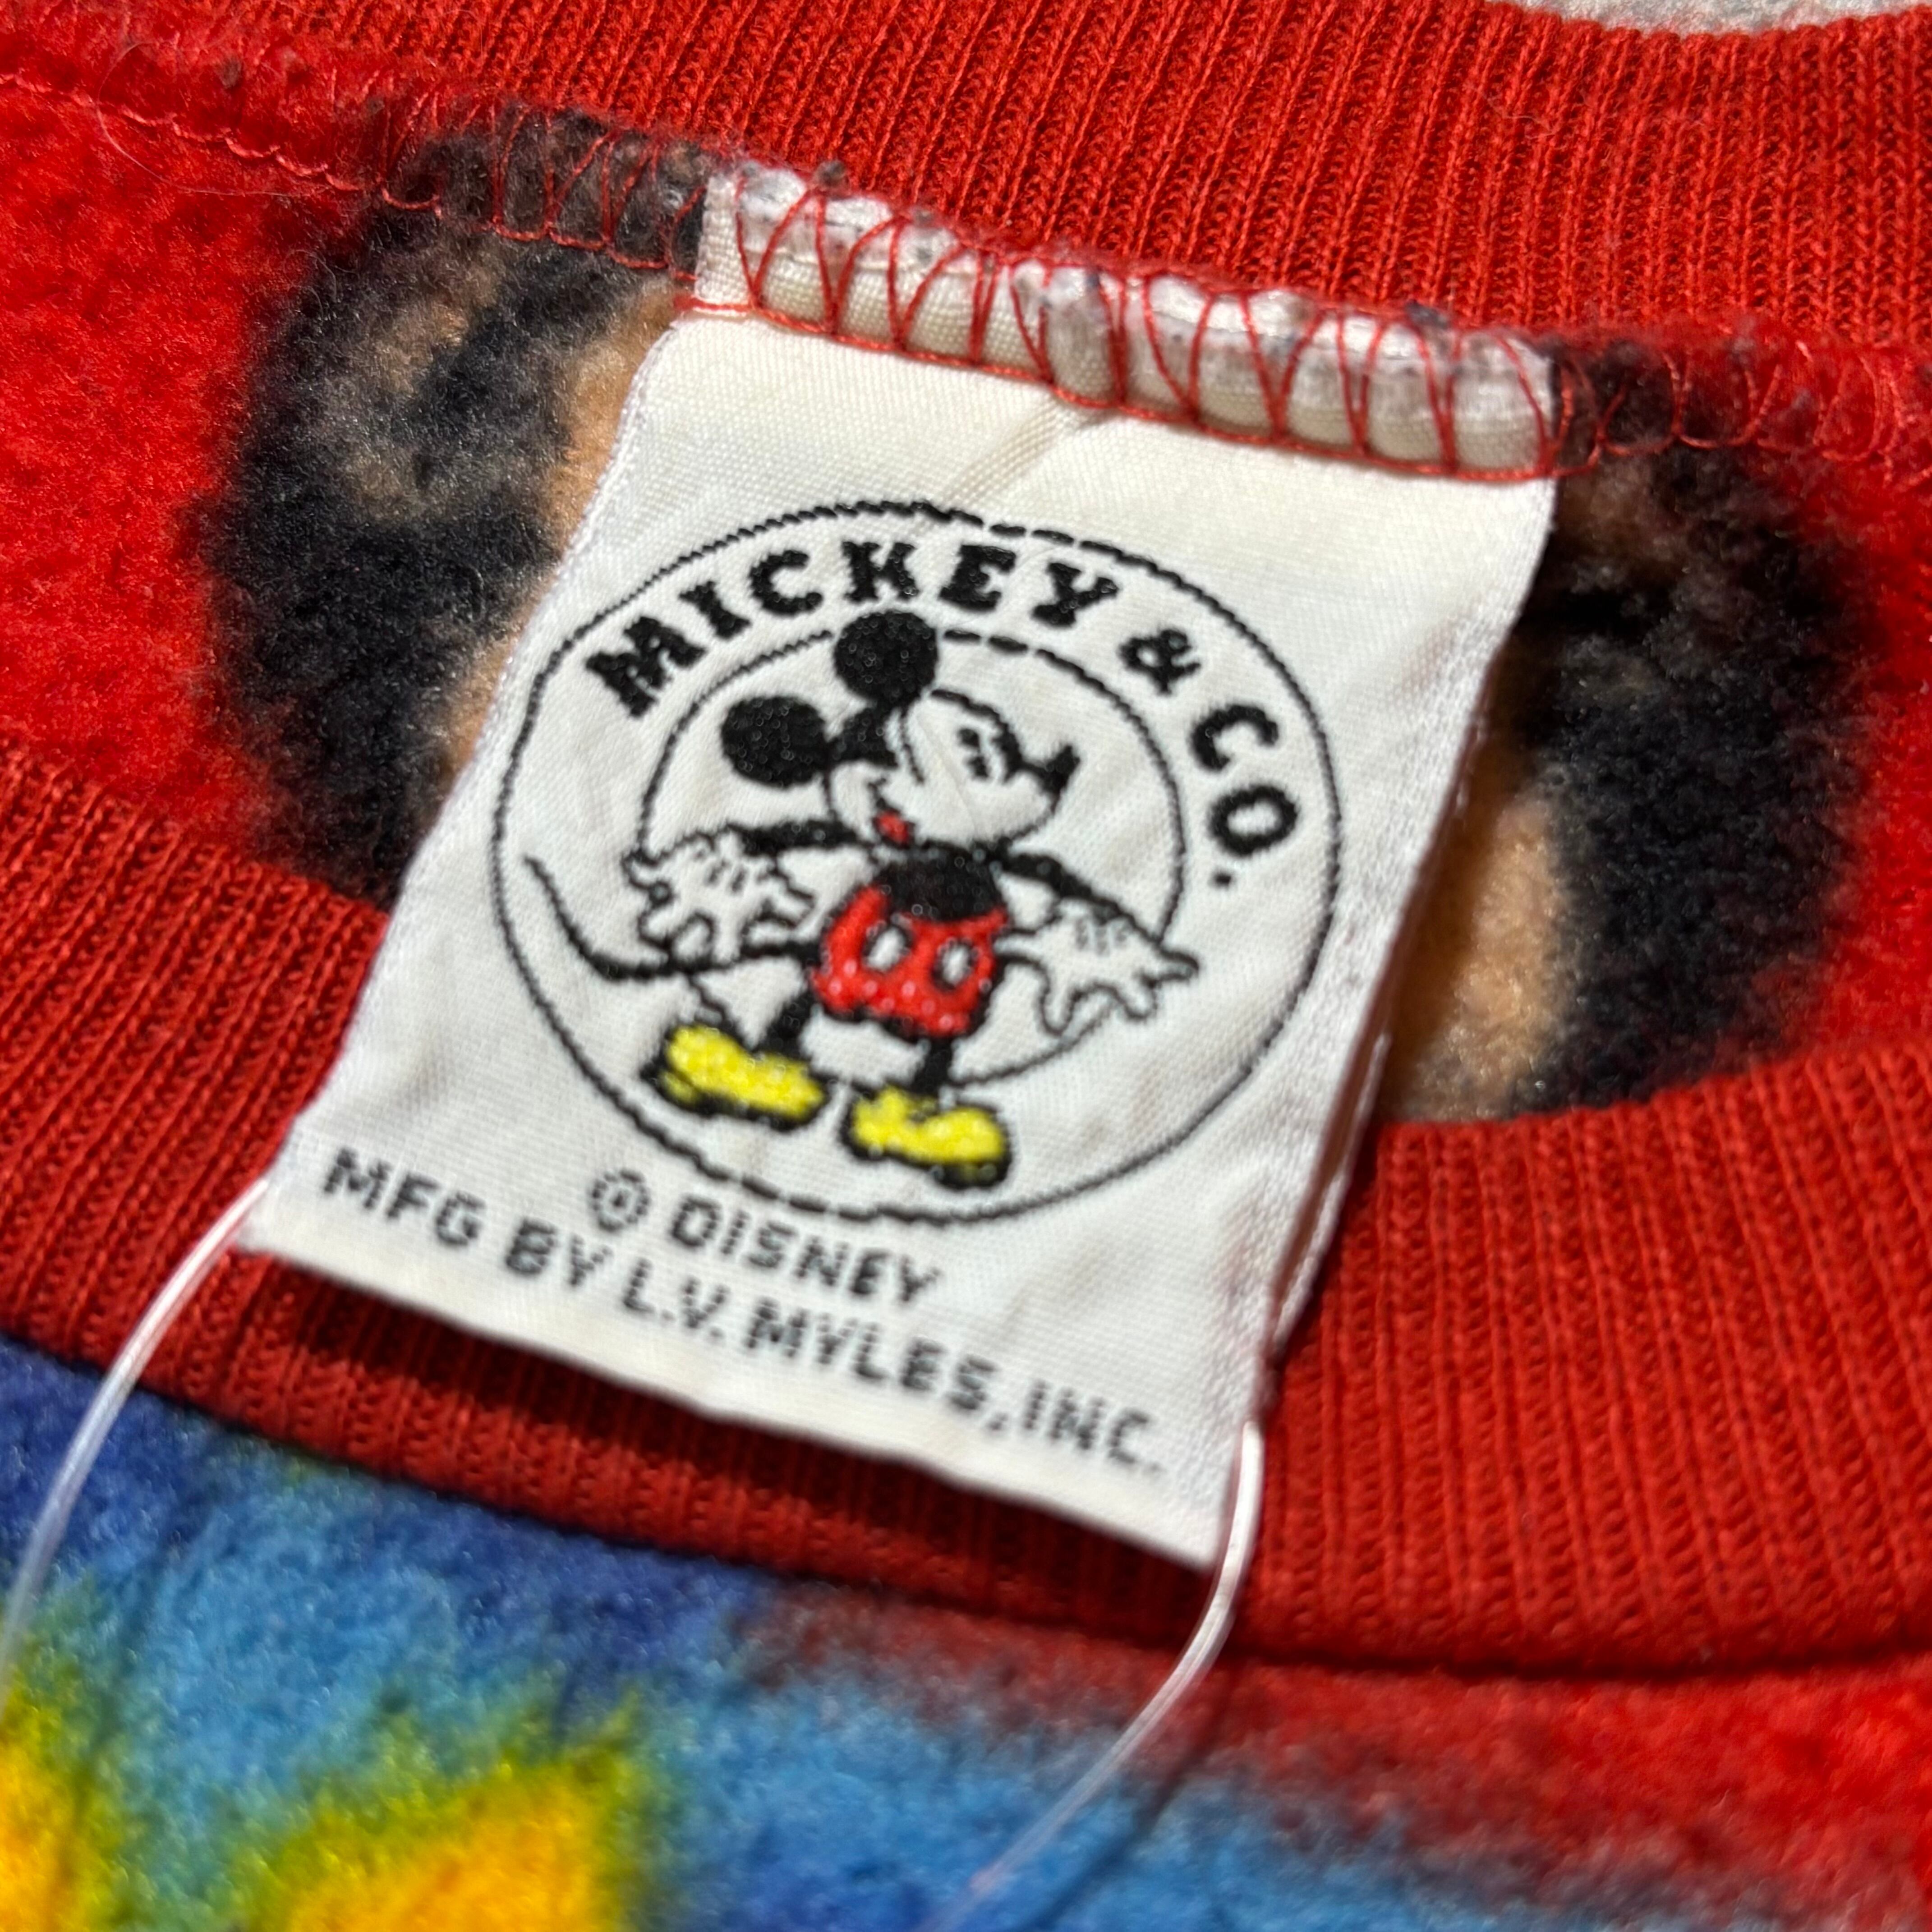 MICKEY & CO.
© DISNEY
MFG BY L.V. MYLES, INC.